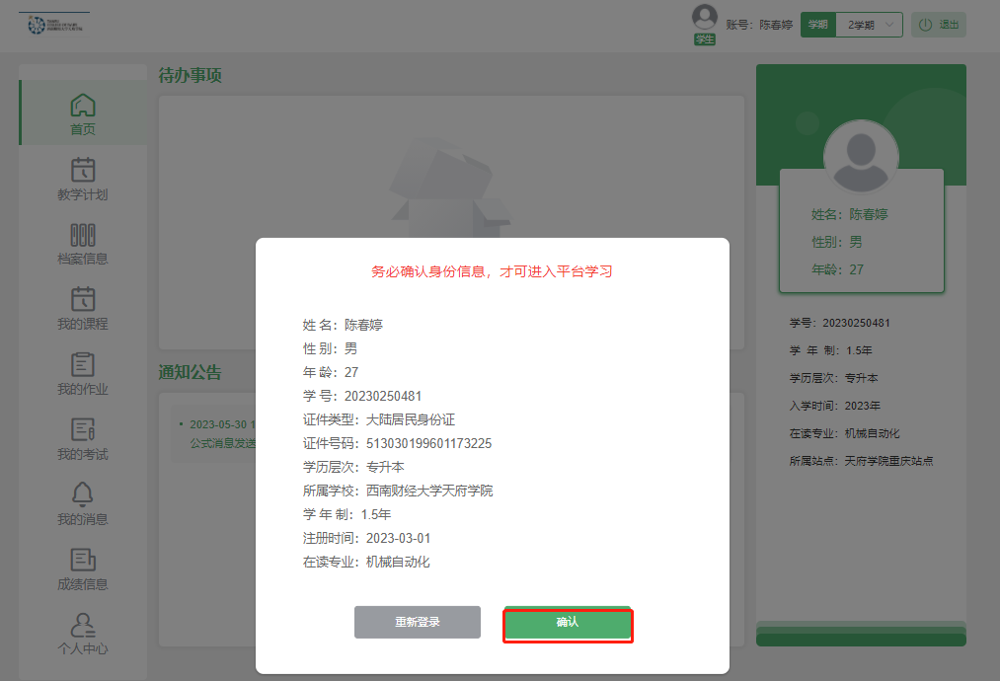 账号：陈春婷
学期
2学期
退出
学生
首页
教学计划
档案信息
我的课程
我的作业
我的考试
我的消息
成绩信息
个人中心
待办事项
通知公告
2023-05-30 1
公式消息发送
务必确认身份信息，才可进入平台学习
姓 名：陈春婷
性 别：男
年 龄：27
学 号：20230250481
证件类型：大陆居民身份证
证件号码：513030199601173225
学历层次：专升本
所属学校：西南财经大学天府学院
学 年 制：1.5年
注册时间：2023-03-01
在读专业：机械自动化
重新登录
确认
姓名：陈春婷
性别：男
年龄：27
学号：20230250481
学 年 制：1.5年
学历层次：专升本
入学时间：2023年
在读专业：机械自动化
所属站点：天府学院重庆站点